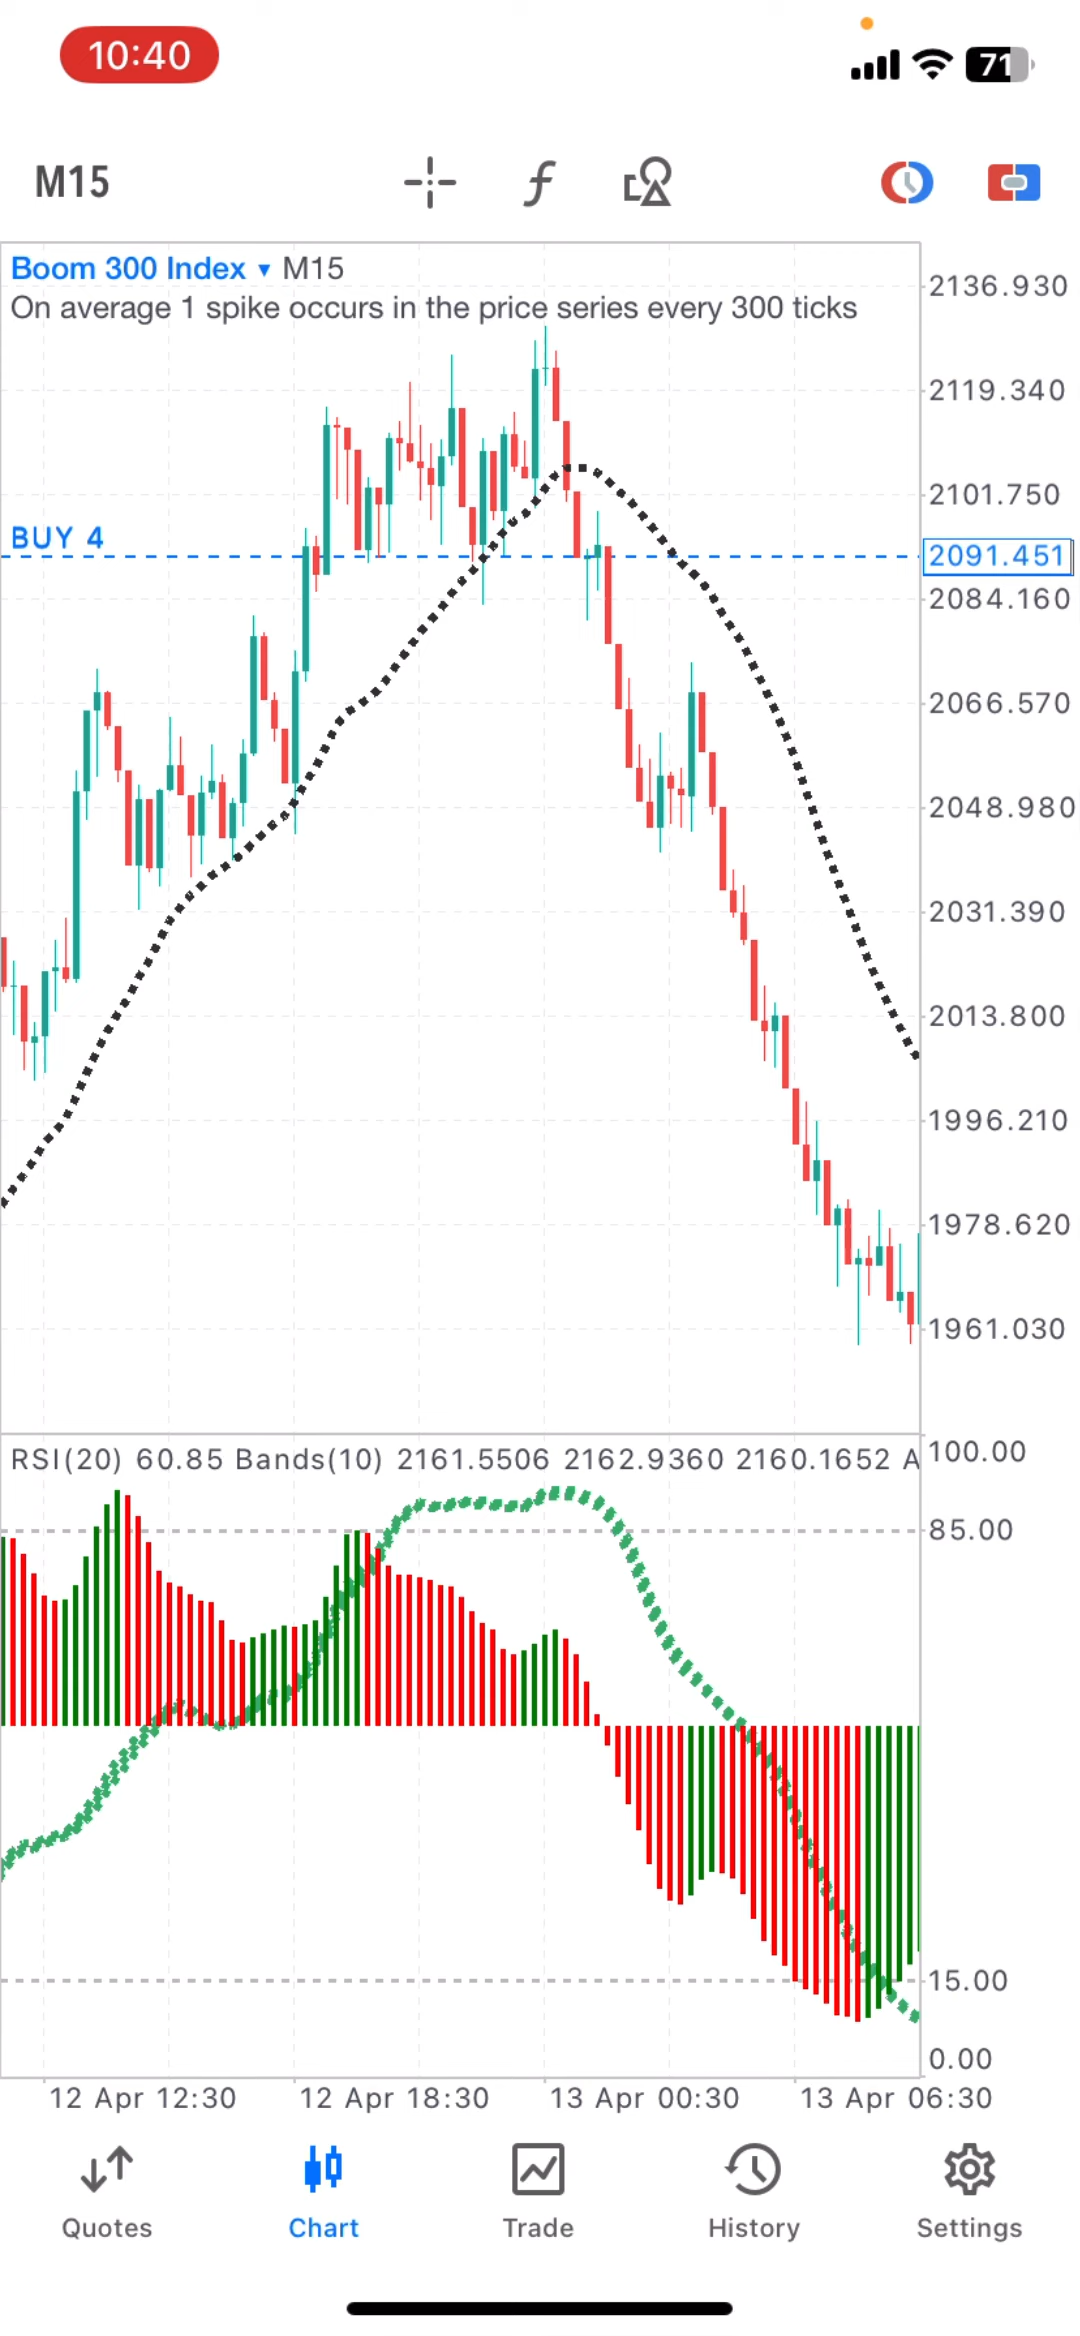 10:40
71
M15
Boom 300 Index ▾ M15
On average 1 spike occurs in the price series every 300 ticks
2136.930
2119.340
2101.750
BUY 4
2091.451
2084.160
2066.570
2048.980
2031.390
2013.800
1996.210
1978.620
1961.030
RSI(20) 60.85 Bands(10) 2161.5506 2162.9360 2160.1652 A
100.00
85.00
15.00
0.00
12 Apr 12:30 12 Apr 18:30 13 Apr 00:30 13 Apr 06:30
Quotes Chart Trade History Settings